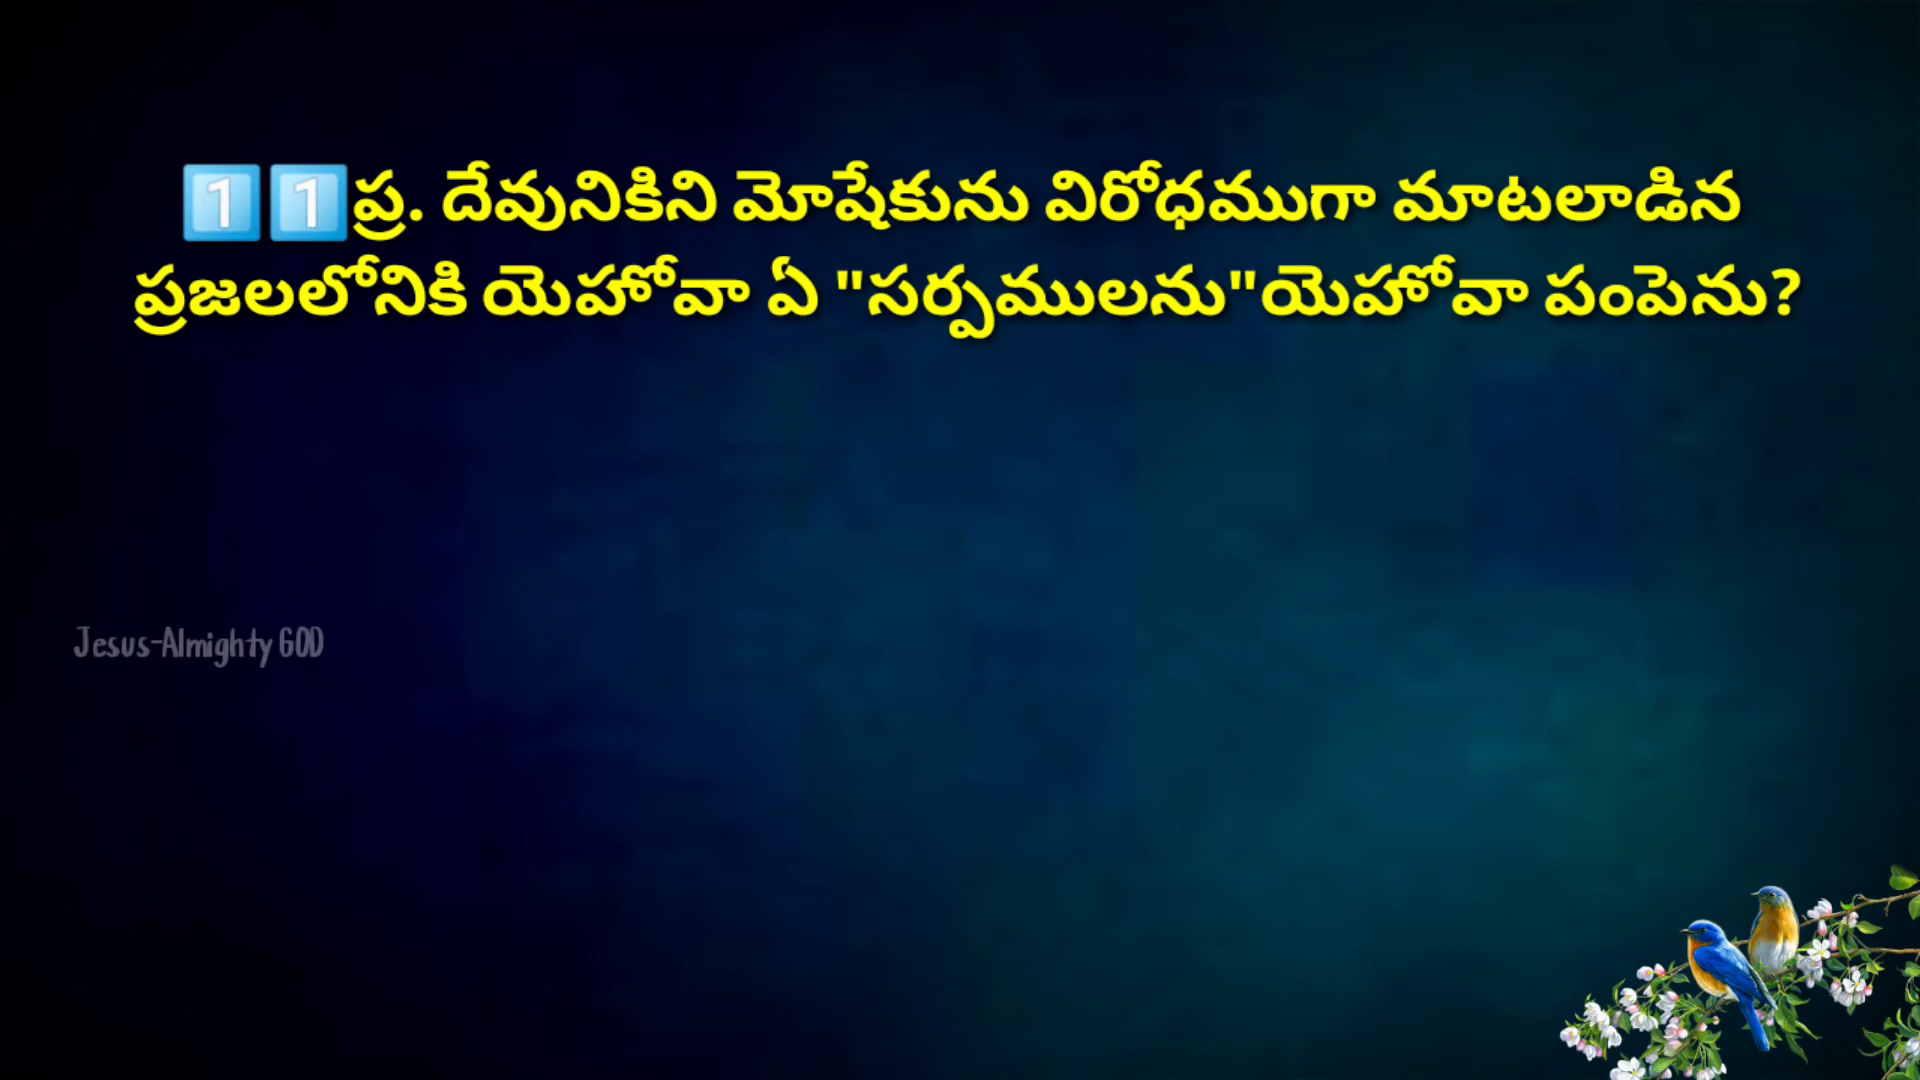 1️⃣1️⃣ప్ర. దేవునికిని మోషేకును విరోధముగా మాటలాడిన
ప్రజలలోనికి యెహోవా ఏ "సర్పములను"యెహోవా పంపెను?
Jesus-Almighty GOD